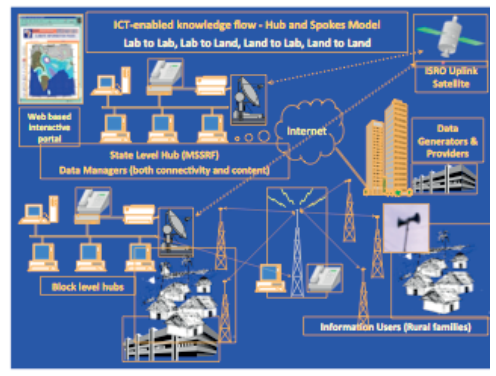 ICT-enabled knowledge flow - Hub and Spokes Model
Lab to Lab, Lab to Land, Land to Lab, Land to Land
ISRO Uplink
Satellite
Web based
interactive
portal
Internet
Data
Generators &
Providers
State Level Hub (MSSRF)
Data Managers (both connectivity and content)
Block level hubs
Information Users (Rural families)